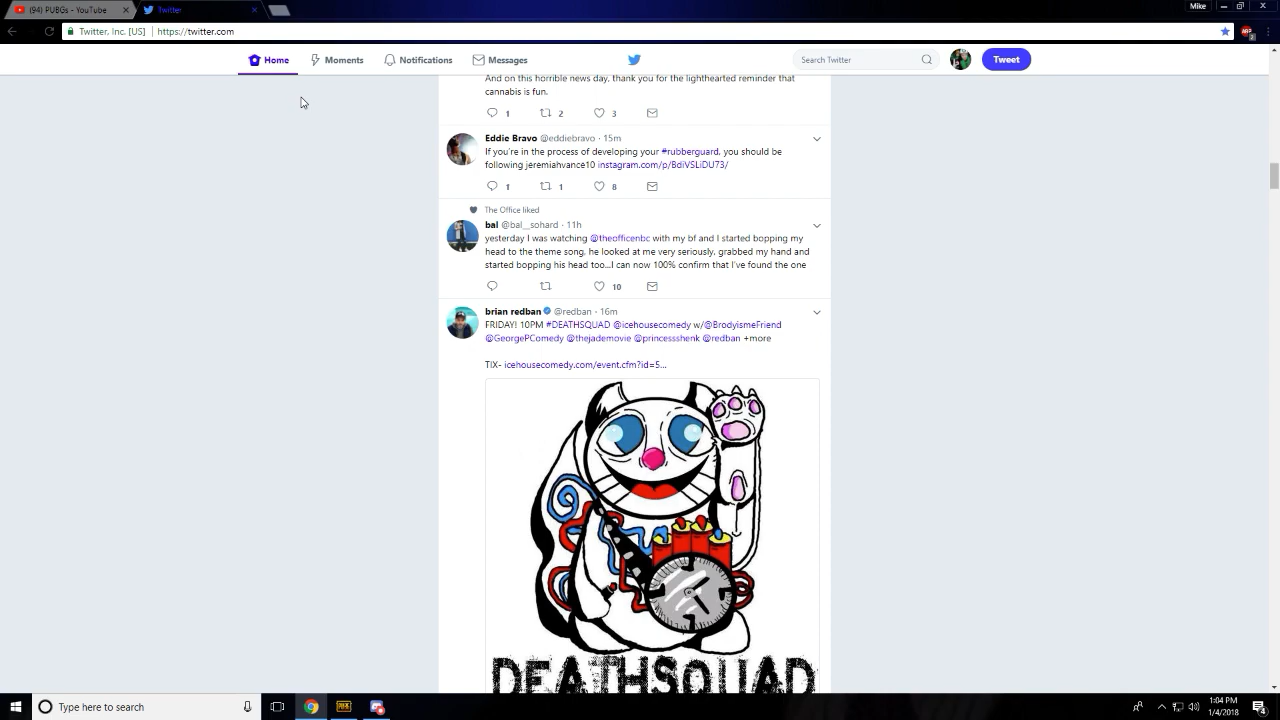 (94) PUBGs - YouTube
Twitter
Mike
Twitter, Inc. [US] https://twitter.com
Home
Moments
Notifications
Messages
Search Twitter
Tweet
And on this horrible news day, thank you for the lighthearted reminder that
cannabis is fun.
1 2 3
Eddie Bravo @eddiebravo · 15m
If you're in the process of developing your #rubberguard, you should be
following jeremiahvance10 instagram.com/p/BdiVSLiDU73/
1 1 8
The Office liked
bal @bal__sohard · 11h
yesterday I was watching @theofficenbc with my bf and I started bopping my
head to the theme song, he looked at me very seriously, grabbed my hand and
started bopping his head too...I can now 100% confirm that I've found the one
10
brian redban @redban · 16m
FRIDAY! 10PM #DEATHSQUAD @icehousecomedy w/@BrodyismeFriend
@GeorgePComedy @thejademovie @princessshenk @redban +more
TIX- icehousecomedy.com/event.cfm?id=5...
DEATHSQUAD
Type here to search
1:04 PM
1/4/2018